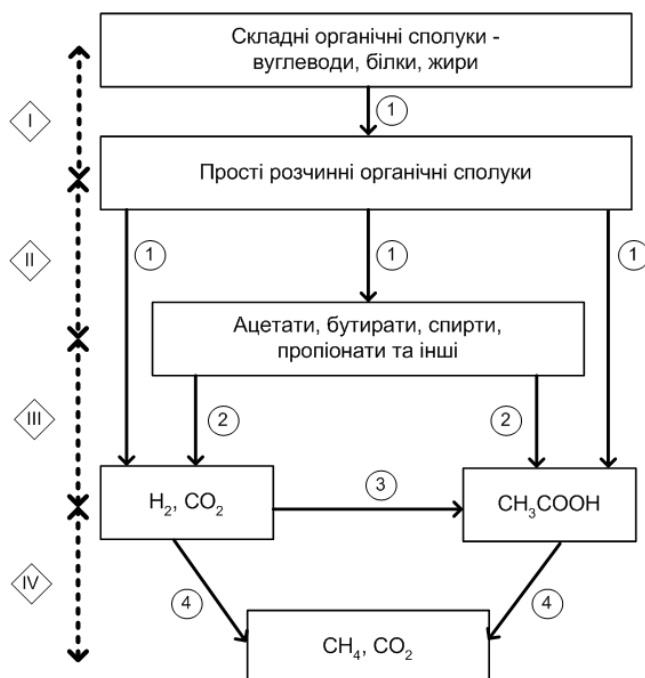 Складні органічні сполуки -
вуглеводи, білки, жири
I
1
Прості розчинні органічні сполуки
II
1
1
1
Ацетати, бутирати, спирти,
пропіонати та інші
III
2
2
H₂, CO₂
3
CH₃COOH
IV
4
4
CH₄, CO₂